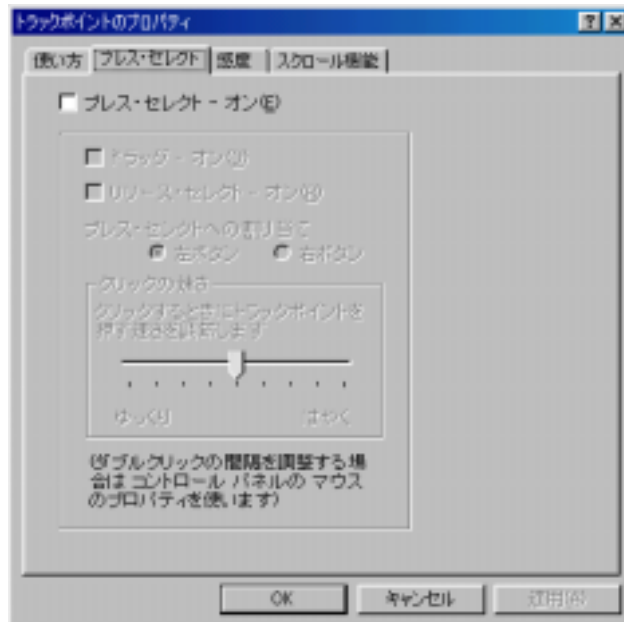 トラックポイントのプロパティ
使い方 プレス・セレクト 感度 スクロール機能
プレス・セレクト - オン(E)
ドラッグ - オン(D)
リリース・セレクト - オン(R)
プレス・セレクトへの割り当て
左ボタン 右ボタン
クリックの速さ
クリックするときにトラックポイントを
押す速さを診断します
ゆっくり はやく
(ダブルクリックの間隔を調整する場
合は コントロール パネルの マウス
のプロパティを使います)
OK キャンセル 適用(A)